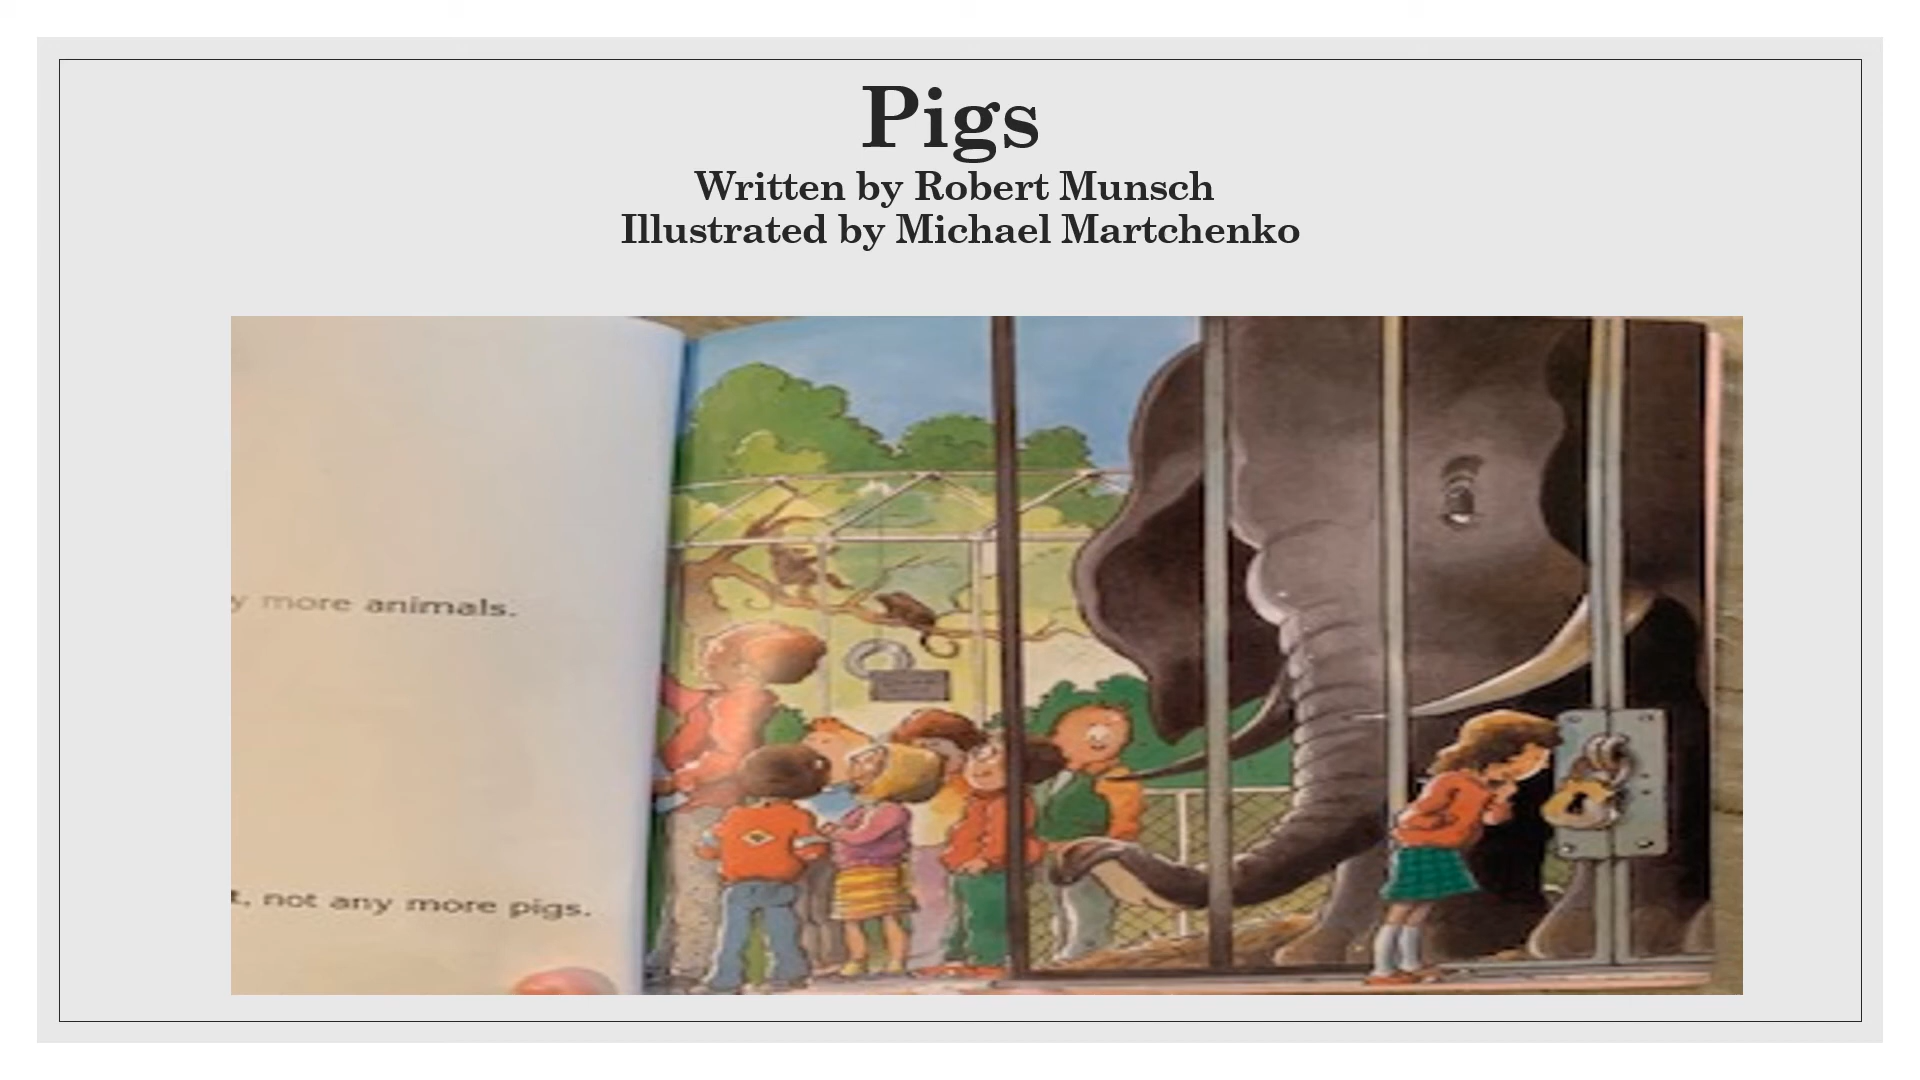 Pigs
Written by Robert Munsch
Illustrated by Michael Martchenko
y more animals.
t, not any more pigs.